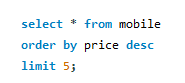 select * from mobile
order by price desc
limit 5;